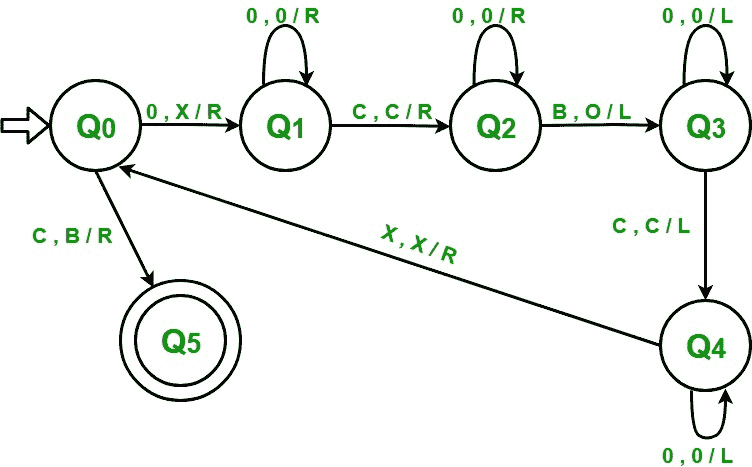 0 , 0 / R
0 , 0 / R
0 , 0 / L
Q0
0 , X / R
Q1
C , C / R
Q2
B , O / L
Q3
C , B / R
X , X / R
C , C / L
Q5
Q4
0 , 0 / L